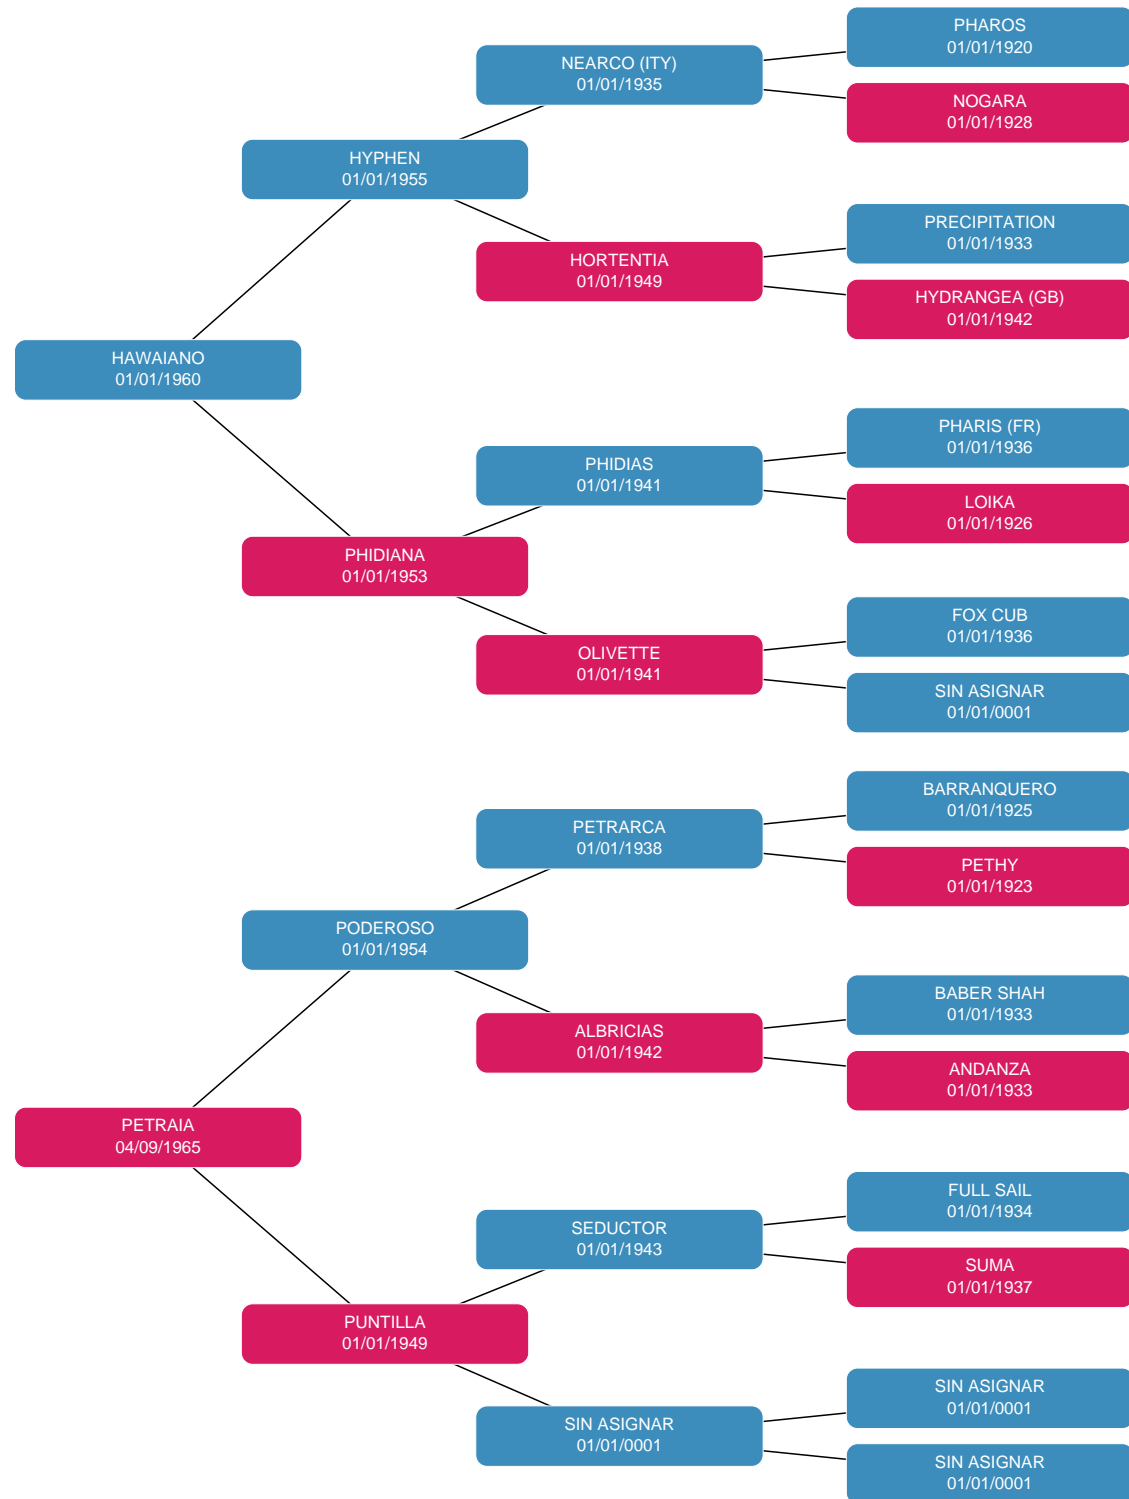 PHAROS
01/01/1920
NEARCO (ITY)
01/01/1935
NOGARA
01/01/1928
HYPHEN
01/01/1955
PRECIPITATION
01/01/1933
HORTENTIA
01/01/1949
HYDRANGEA (GB)
01/01/1942
HAWAIANO
01/01/1960
PHARIS (FR)
01/01/1936
PHIDIAS
01/01/1941
LOIKA
01/01/1926
PHIDIANA
01/01/1953
FOX CUB
01/01/1936
OLIVETTE
01/01/1941
SIN ASIGNAR
01/01/0001
BARRANQUERO
01/01/1925
PETRARCA
01/01/1938
PETHY
01/01/1923
PODEROSO
01/01/1954
BABER SHAH
01/01/1933
ALBRICIAS
01/01/1942
ANDANZA
01/01/1933
PETRAIA
04/09/1965
FULL SAIL
01/01/1934
SEDUCTOR
01/01/1943
SUMA
01/01/1937
PUNTILLA
01/01/1949
SIN ASIGNAR
01/01/0001
SIN ASIGNAR
01/01/0001
SIN ASIGNAR
01/01/0001